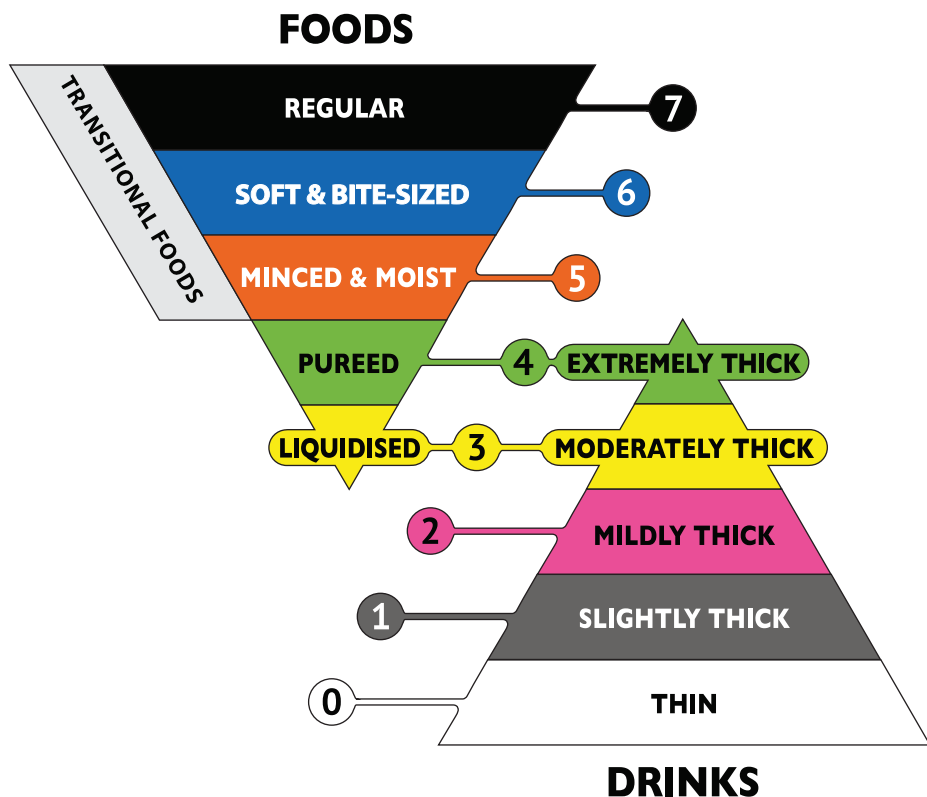 FOODS
TRANSITIONAL FOODS
REGULAR
7
SOFT & BITE-SIZED
6
MINCED & MOIST
5
PUREED
4
EXTREMELY THICK
LIQUIDISED
3
MODERATELY THICK
2
MILDLY THICK
1
SLIGHTLY THICK
0
THIN
DRINKS